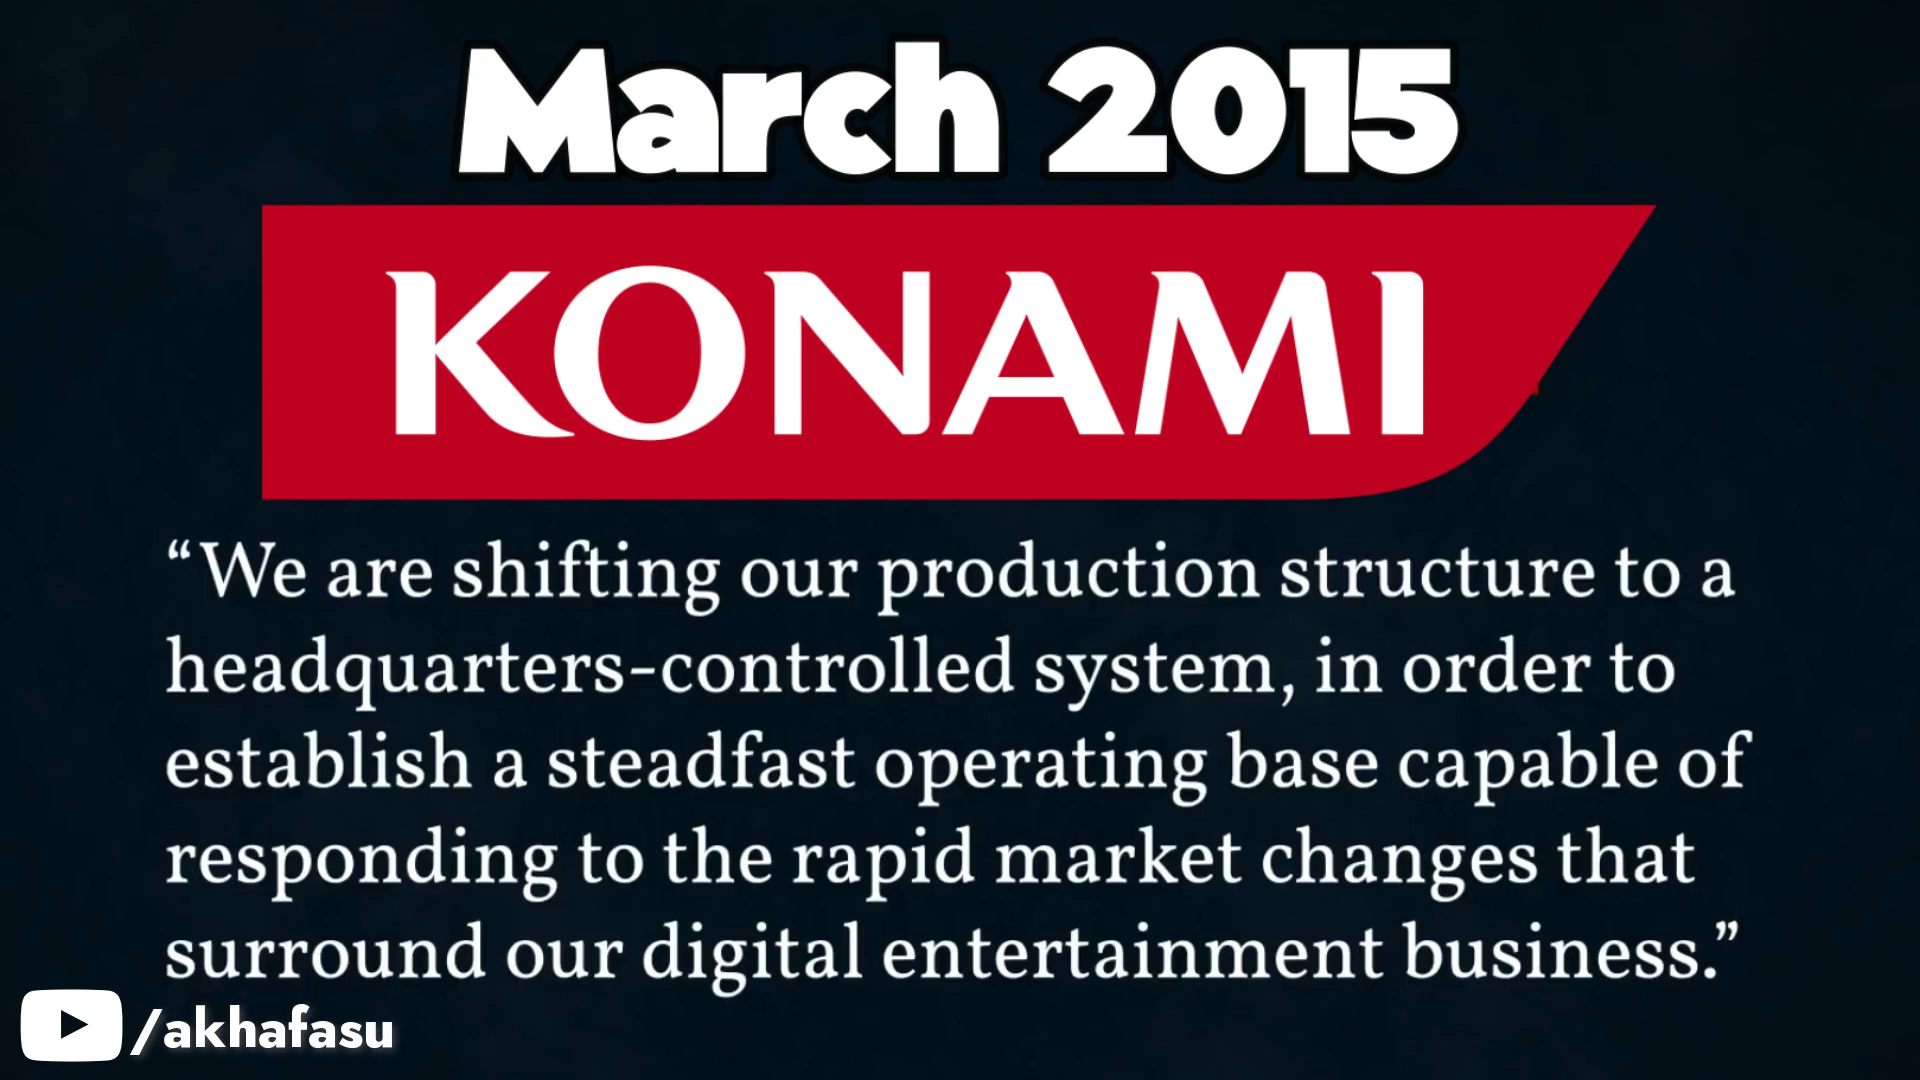 March 2015
KONAMI
“We are shifting our production structure to a
headquarters-controlled system, in order to
establish a steadfast operating base capable of
responding to the rapid market changes that
surround our digital entertainment business.”
/akhafasu